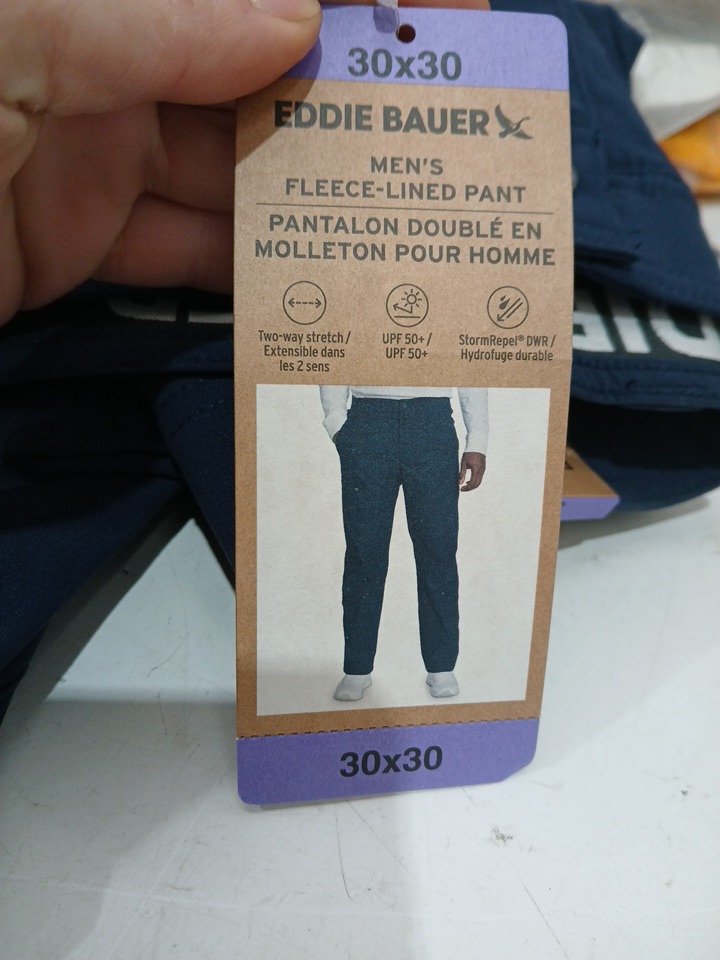 30x30
EDDIE BAUER
MEN'S
FLEECE-LINED PANT
PANTALON DOUBLÉ EN
MOLLETON POUR HOMME
Two-way stretch /
Extensible dans
les 2 sens
UPF 50+ /
UPF 50+
StormRepel® DWR /
Hydrofuge durable
30x30